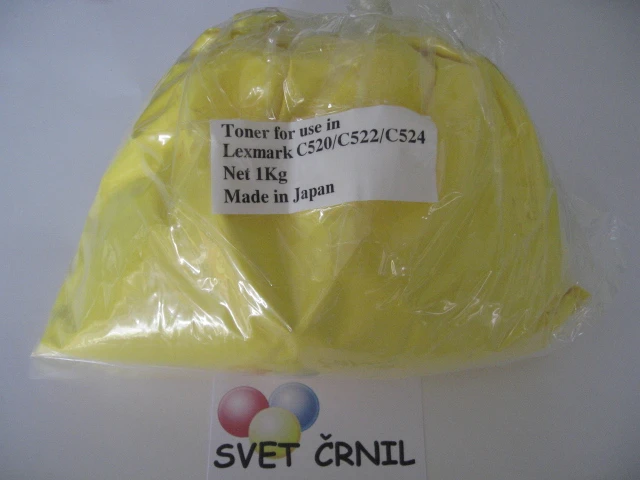 Toner for use in
Lexmark C520/C522/C524
Net 1Kg
Made in Japan
SVET ČRNIL